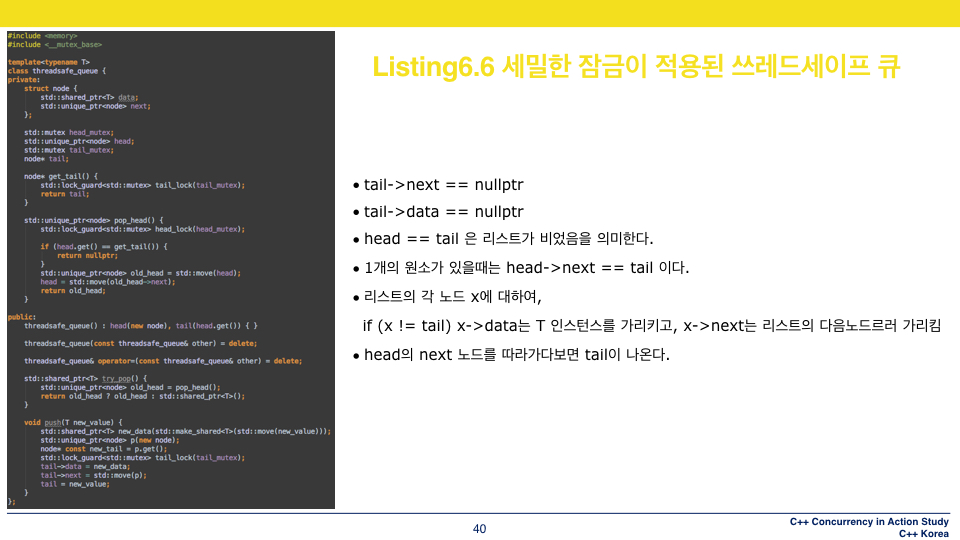 #include <memory>
#include <__mutex_base>
template<typename T>
class threadsafe_queue {
private:
struct node {
std::shared_ptr<T> data;
std::unique_ptr<node> next;
};
std::mutex head_mutex;
std::unique_ptr<node> head;
std::mutex tail_mutex;
node* tail;
node* get_tail() {
std::lock_guard<std::mutex> tail_lock(tail_mutex);
return tail;
}
std::unique_ptr<node> pop_head() {
std::lock_guard<std::mutex> head_lock(head_mutex);
if (head.get() == get_tail()) {
return nullptr;
}
std::unique_ptr<node> old_head = std::move(head);
head = std::move(old_head->next);
return old_head;
}
public:
threadsafe_queue() : head(new node), tail(head.get()) { }
threadsafe_queue(const threadsafe_queue& other) = delete;
threadsafe_queue& operator=(const threadsafe_queue& other) = delete;
std::shared_ptr<T> try_pop() {
std::unique_ptr<node> old_head = pop_head();
return old_head ? old_head : std::shared_ptr<T>();
}
void push(T new_value) {
std::shared_ptr<T> new_data(std::make_shared<T>(std::move(new_value)));
std::unique_ptr<node> p(new node);
node* const new_tail = p.get();
std::lock_guard<std::mutex> tail_lock(tail_mutex);
tail->data = new_data;
tail->next = std::move(p);
tail = new_value;
}
};
Listing6.6 세밀한 잠금이 적용된 쓰레드세이프 큐
• tail->next == nullptr
• tail->data == nullptr
• head == tail 은 리스트가 비었음을 의미한다.
• 1개의 원소가 있을때는 head->next == tail 이다.
• 리스트의 각 노드 x에 대하여,
if (x != tail) x->data는 T 인스턴스를 가리키고, x->next는 리스트의 다음노드르러 가리킴
• head의 next 노드를 따라가다보면 tail이 나온다.
40
C++ Concurrency in Action Study
C++ Korea